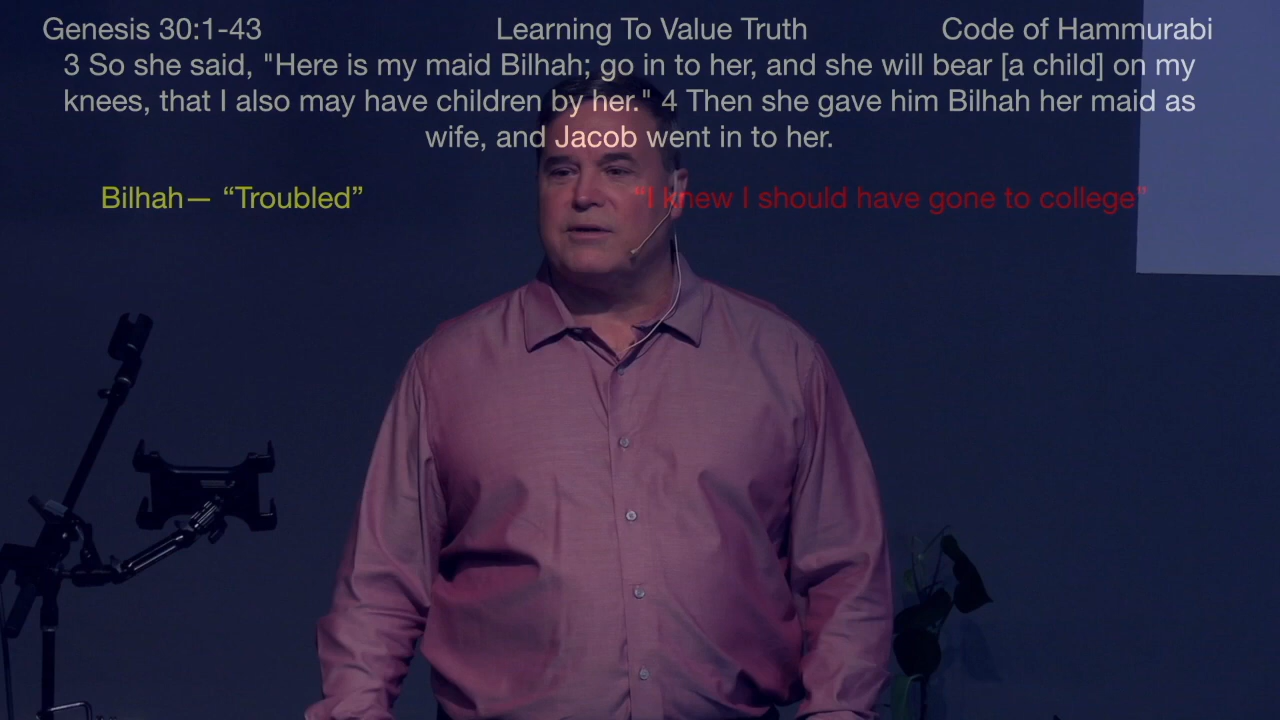 Genesis 30:1-43 Learning To Value Truth Code of Hammurabi
3 So she said, "Here is my maid Bilhah; go in to her, and she will bear [a child] on my
knees, that I also may have children by her." 4 Then she gave him Bilhah her maid as
wife, and Jacob went in to her.
Bilhah— “Troubled” “I knew I should have gone to college”